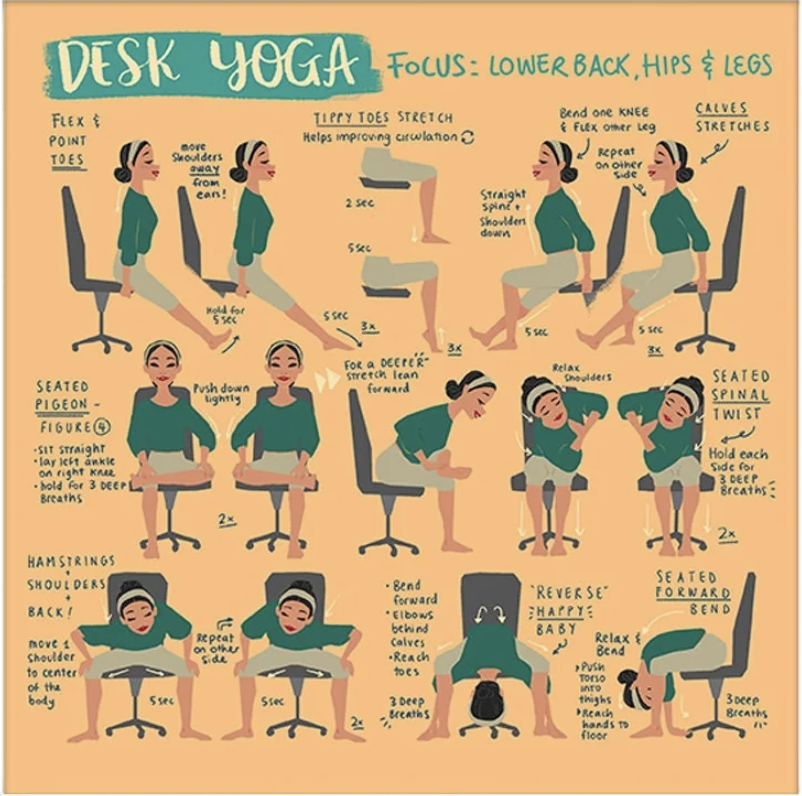 DESK YOGA
FOCUS: LOWER BACK, HIPS & LEGS
FLEX &
POINT
TOES
move
Shoulders
away
from
ears!
Hold for
5 sec
5 sec
3x
TIPPY TOES STRETCH
Helps improving circulation
2 sec
5 sec
3x
Bend one KNEE
& FLEX other Leg
Straight
spine +
Shoulders
down
5 sec
CALVES
STRETCHES
Repeat
on other
side
5 sec
3x
SEATED
PIGEON -
FIGURE 4
• SIT STRAIGHT
• lay left ankle
on right knee
• hold for 3 DEEP
Breaths
Push down
lightly
2x
FOR A DEEPER
stretch lean
forward
Relax
Shoulders
SEATED
SPINAL
TWIST
Hold each
Side for
3 DEEP
Breaths
2x
HAMSTRINGS
+
SHOULDERS
+
BACK!
move 1
Shoulder
to center
of the
body
5 sec
Repeat
on other
side
5 sec
2x
• Bend
forward
• Elbows
behind
calves
• Reach
toes
3 Deep
Breaths
"REVERSE"
HAPPY
BABY
SEATED
FORWARD
BEND
Relax &
Bend
Push
Torso
into
thighs
Reach
hands TO
floor
3 Deep
Breaths